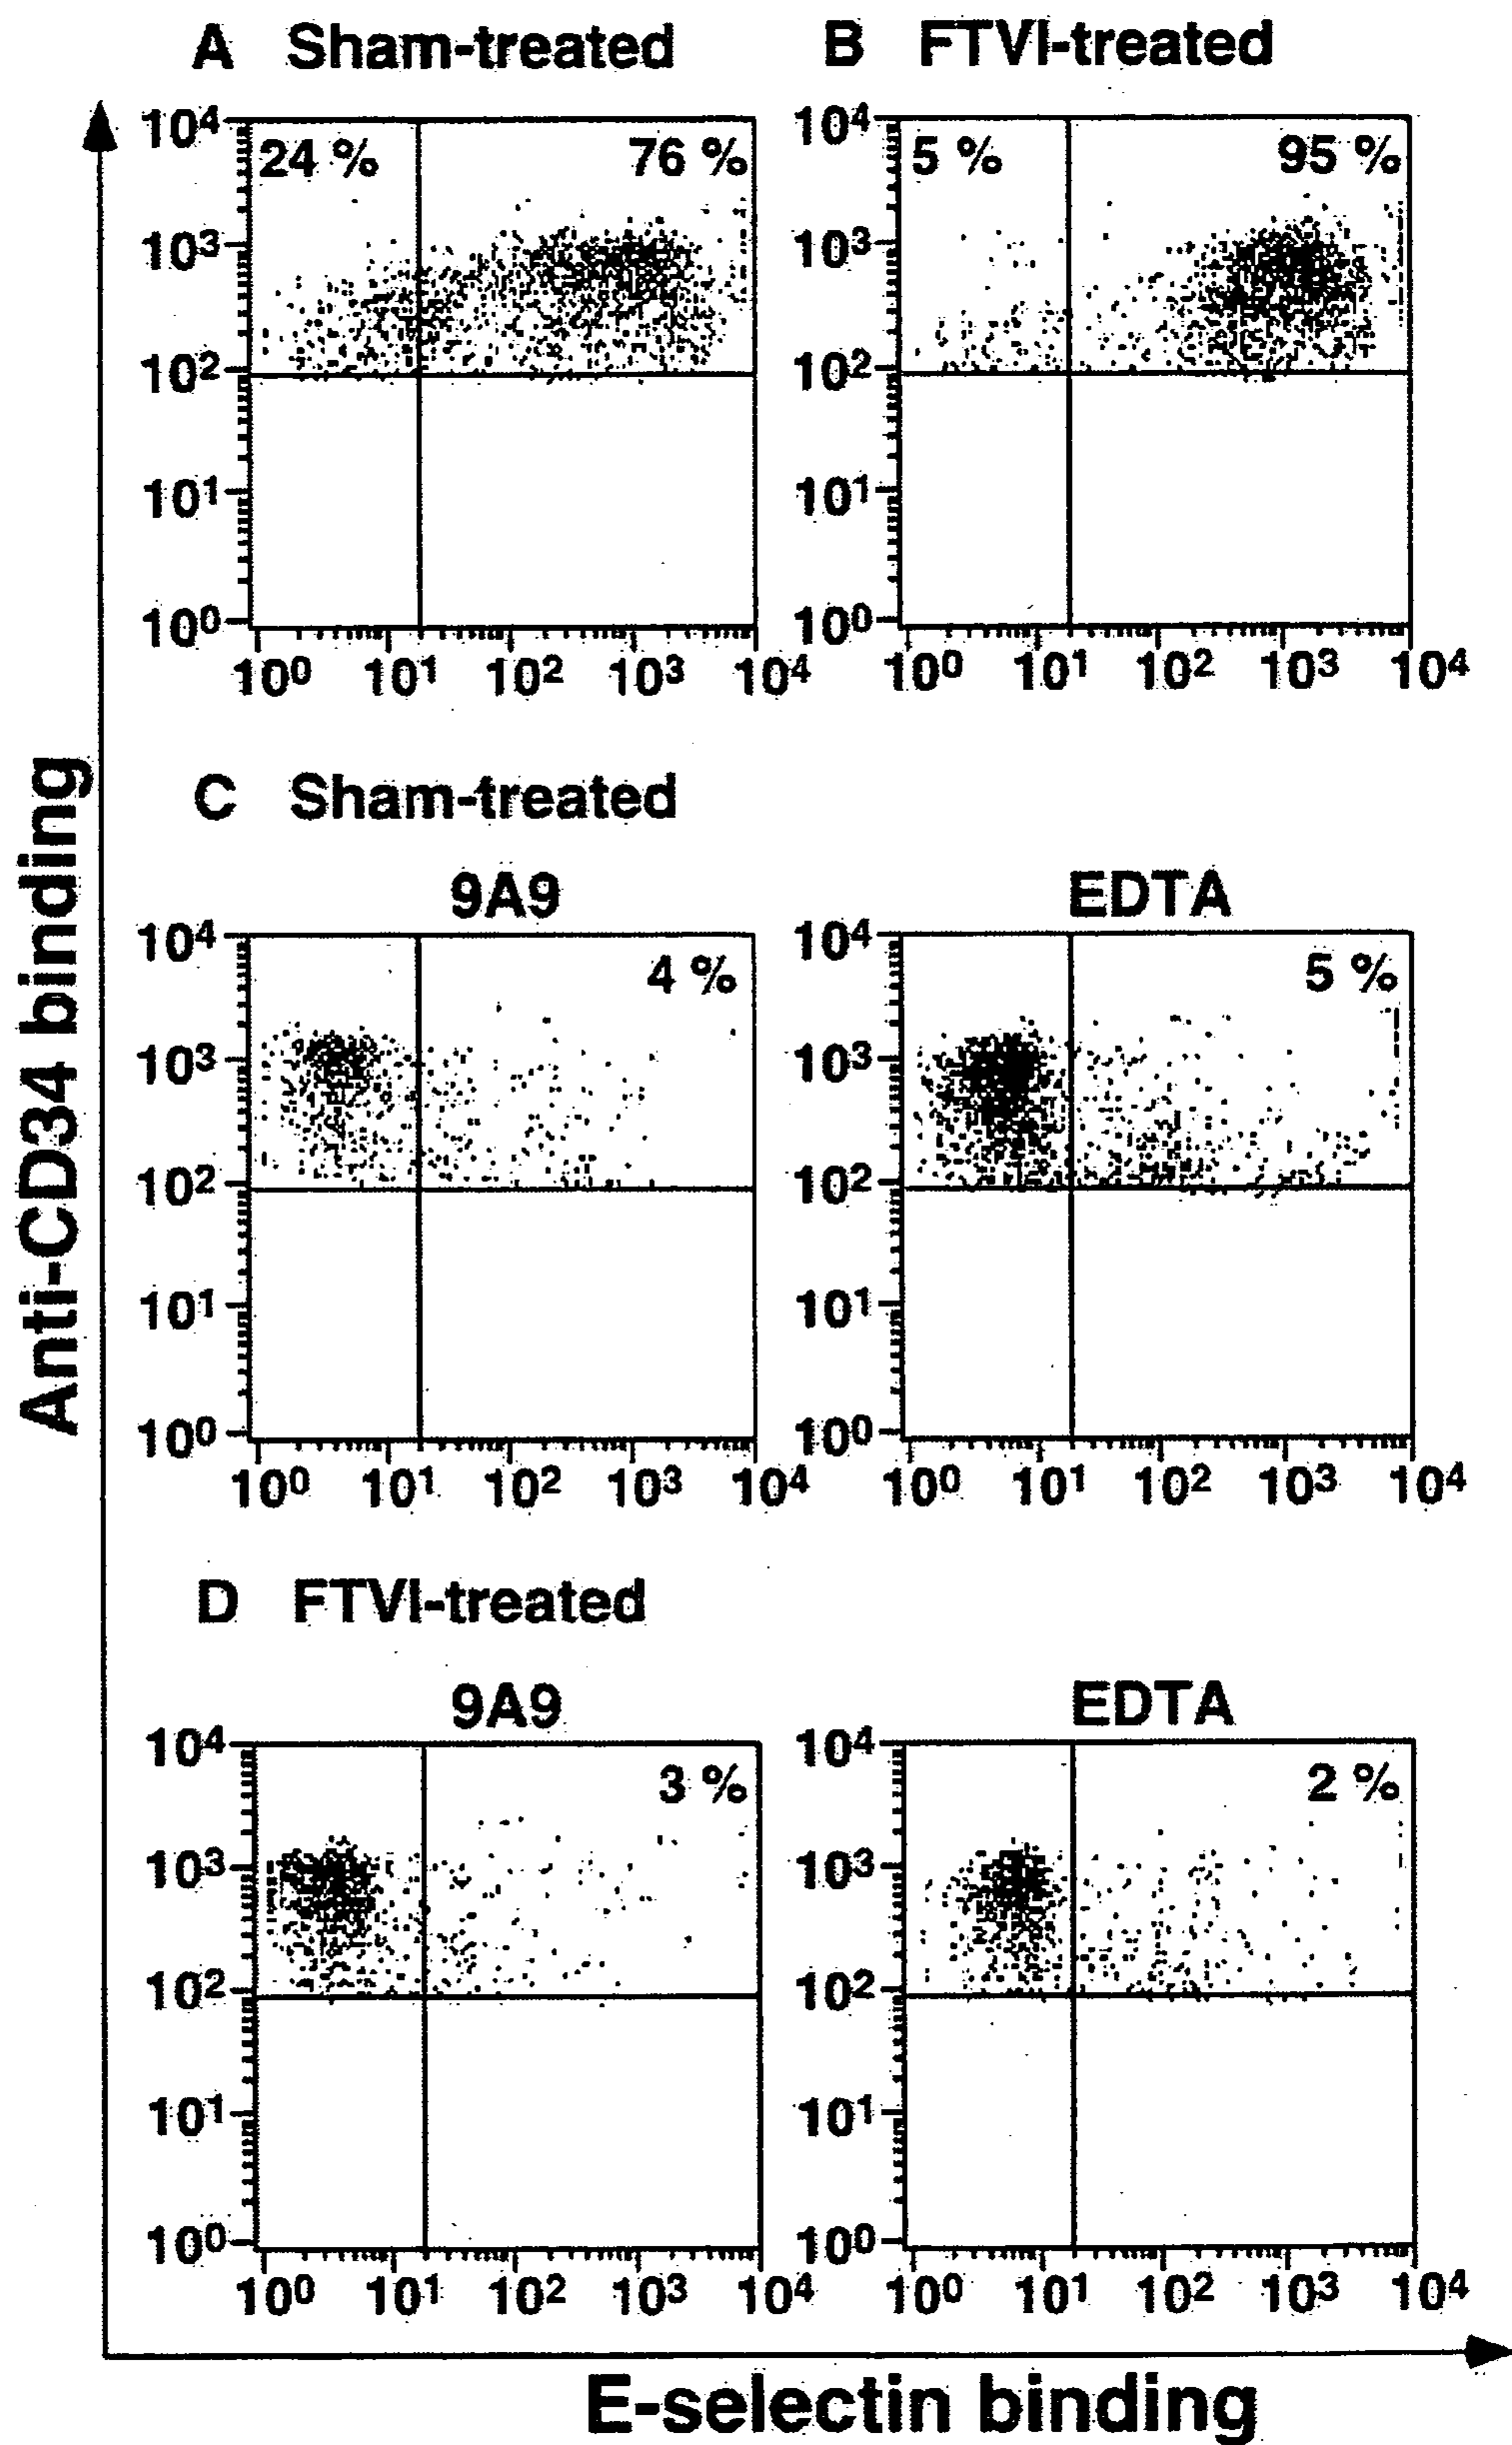 A Sham-treated
B FTVI-treated
10⁴
24 %
76 %
10³
10²
10¹
10⁰
10⁰ 10¹ 10² 10³ 10⁴
10⁴
5 %
95 %
10³
10²
10¹
10⁰
10⁰ 10¹ 10² 10³ 10⁴
C Sham-treated
9A9
10⁴
4 %
10³
10²
10¹
10⁰
10⁰ 10¹ 10² 10³ 10⁴
EDTA
10⁴
5 %
10³
10²
10¹
10⁰
10⁰ 10¹ 10² 10³ 10⁴
D FTVI-treated
9A9
10⁴
3 %
10³
10²
10¹
10⁰
10⁰ 10¹ 10² 10³ 10⁴
EDTA
10⁴
2 %
10³
10²
10¹
10⁰
10⁰ 10¹ 10² 10³ 10⁴
Anti-CD34 binding
E-selectin binding